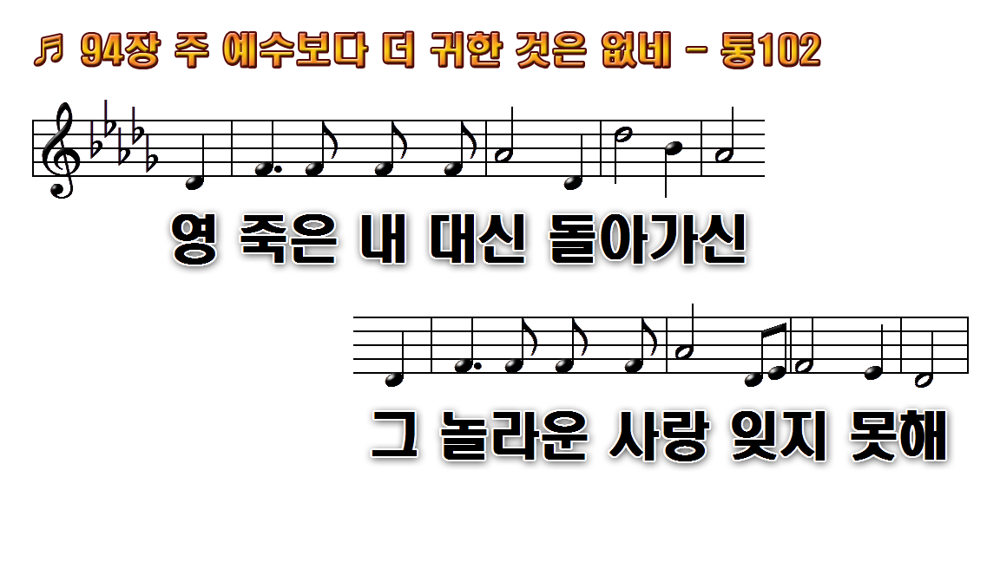 ♬ 94장 주 예수보다 더 귀한 것은 없네 - 통102
영 죽은 내 대신 돌아가신
그 놀라운 사랑 잊지 못해